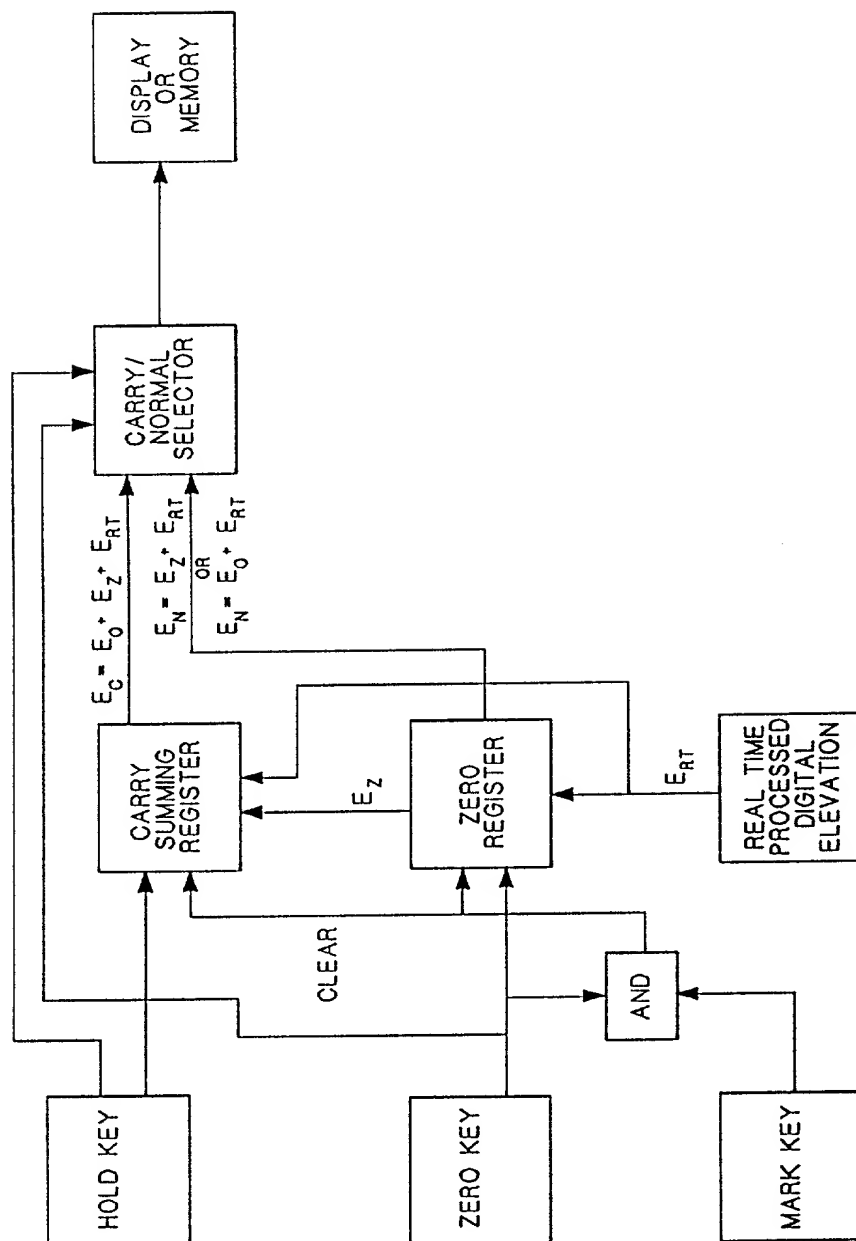 HOLD KEY
ZERO KEY
MARK KEY
CLEAR
AND
CARRY
SUMMING
REGISTER
E_Z
ZERO
REGISTER
E_RT
REAL TIME
PROCESSED
DIGITAL
ELEVATION
E_C = E_O + E_Z + E_RT
E_N = E_Z + E_RT
OR
E_N = E_O + E_RT
CARRY/
NORMAL
SELECTOR
DISPLAY
OR
MEMORY